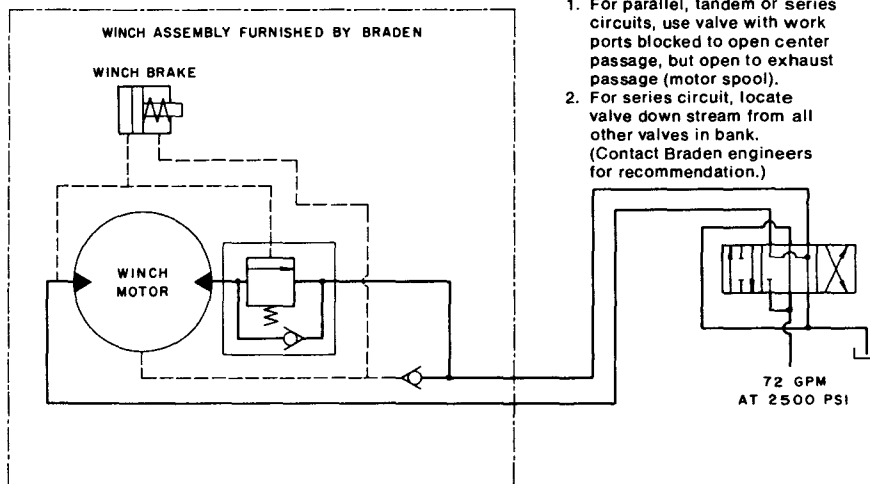 1. For parallel, tandem or series
circuits, use valve with work
ports blocked to open center
passage, but open to exhaust
passage (motor spool).
2. For series circuit, locate
valve down stream from all
other valves in bank.
(Contact Braden engineers
for recommendation.)
WINCH ASSEMBLY FURNISHED BY BRADEN
WINCH BRAKE
WINCH
MOTOR
72 GPM
AT 2500 PSI